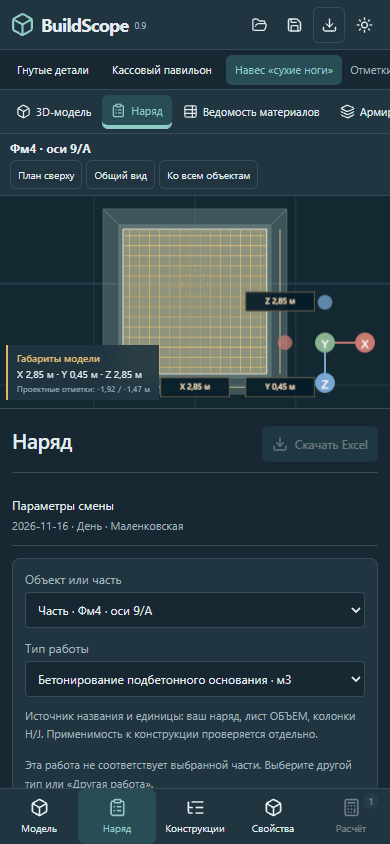 BuildScope 0.9
Гнутые детали Кассовый павильон Навес «сухие ноги» Отметки
3D-модель Наряд Ведомость материалов Армир
Фм4 · оси 9/А
План сверху Общий вид Ко всем объектам
Z 2,85 м
Y X
Габариты модели
X 2,85 м · Y 0,45 м · Z 2,85 м
Проектные отметки: -1,92 / -1,47 м
X 2,85 м Y 0,45 м Z
Наряд Скачать Excel
Параметры смены
2026-11-16 · День · Маленковская
Объект или часть
Часть · Фм4 · оси 9/А
Тип работы
Бетонирование подбетонного основания · м3
Источник названия и единицы: ваш наряд, лист ОБЪЕМ, колонки
H/J. Применимость к конструкции проверяется отдельно.
Эта работа не соответствует выбранной части. Выберите другой
тип или «Другая работа».
1
Модель Наряд Конструкции Свойства Расчёт